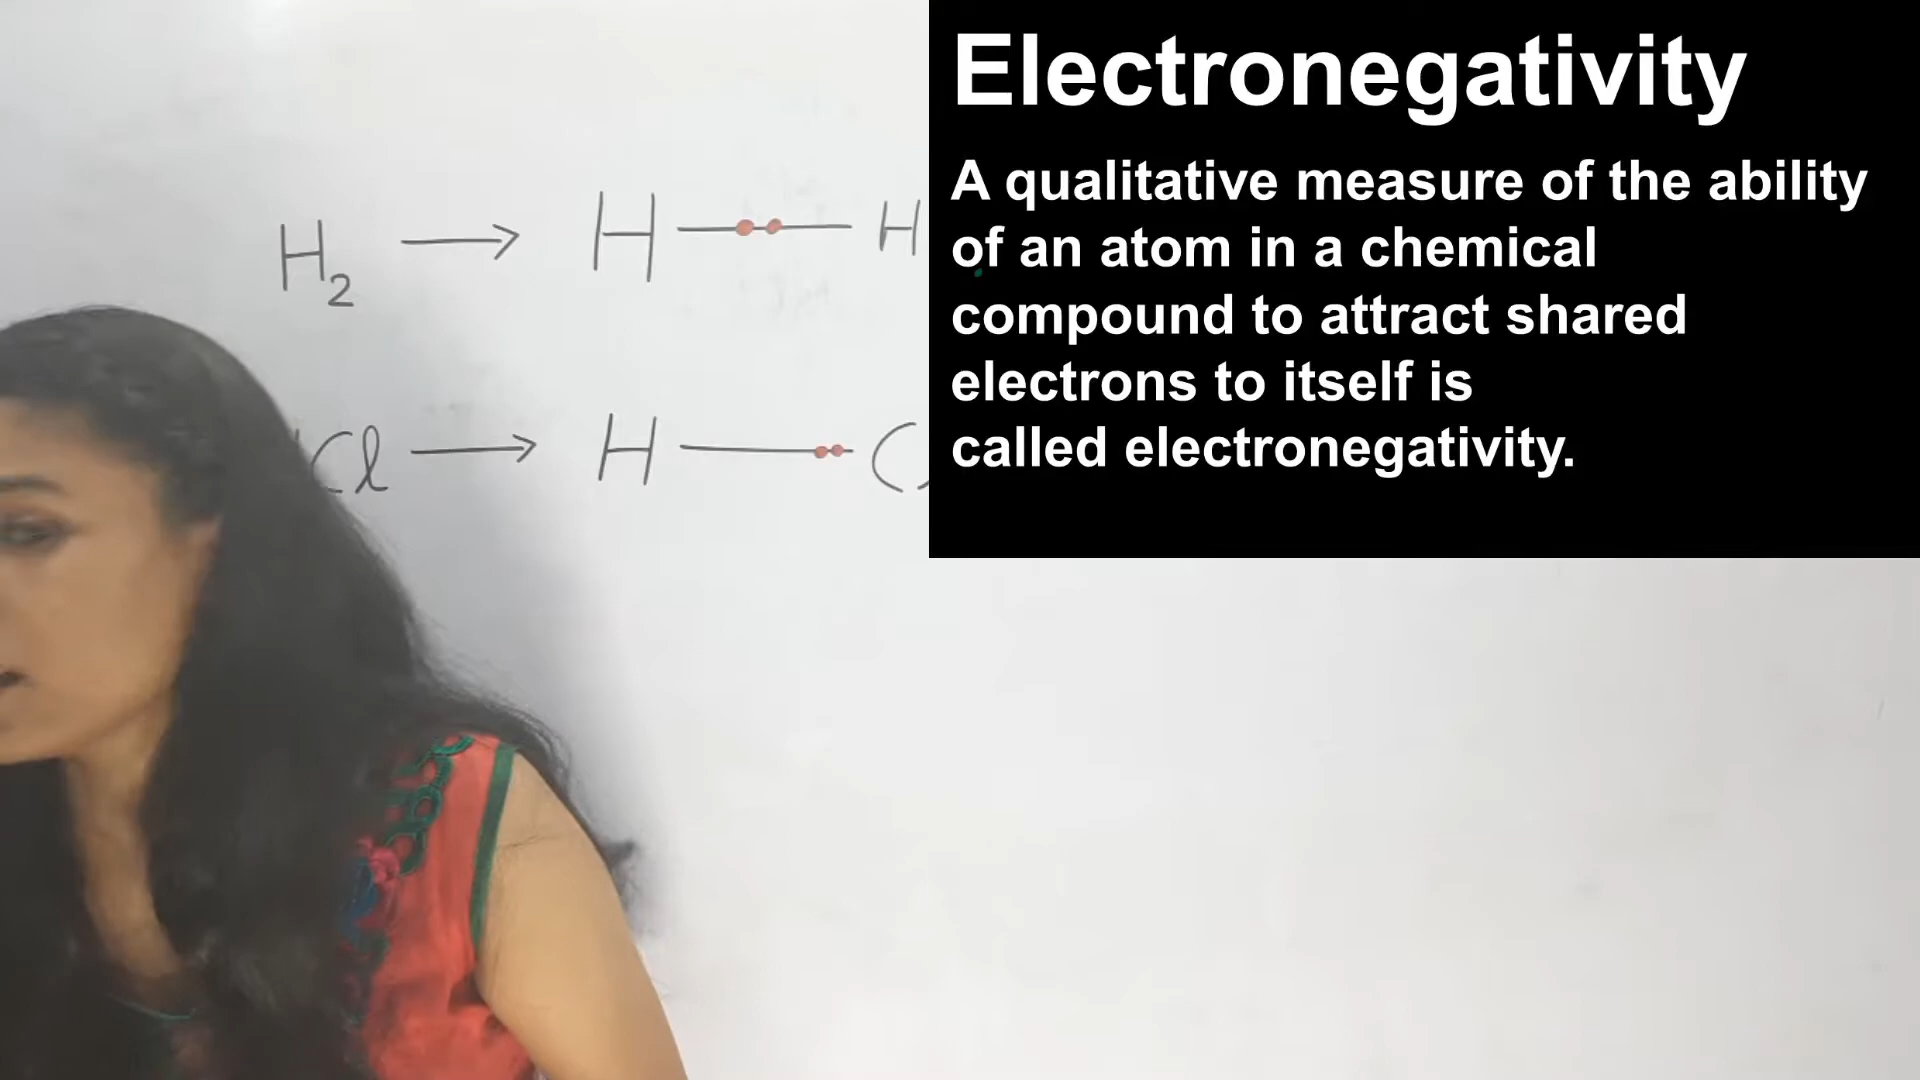 Electronegativity
A qualitative measure of the ability
of an atom in a chemical
compound to attract shared
electrons to itself is
called electronegativity.
H₂ → H — H
Cl → H — C